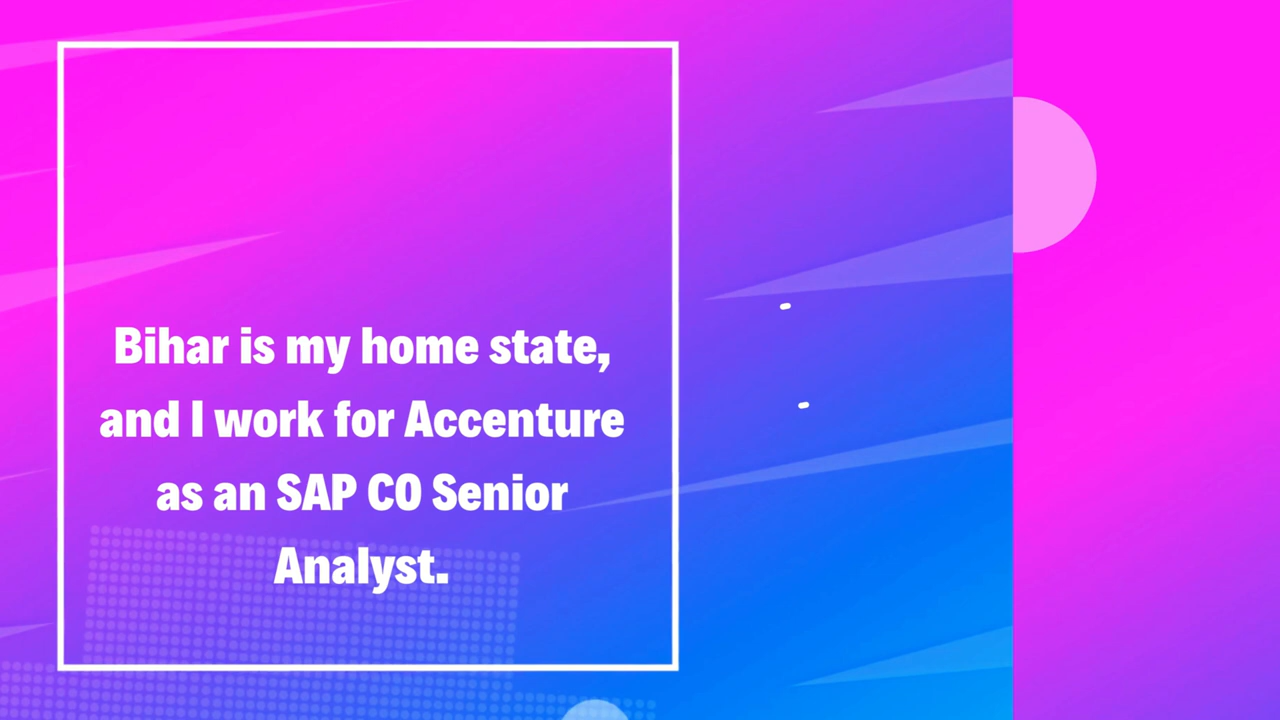 Bihar is my home state,
and I work for Accenture
as an SAP CO Senior
Analyst.